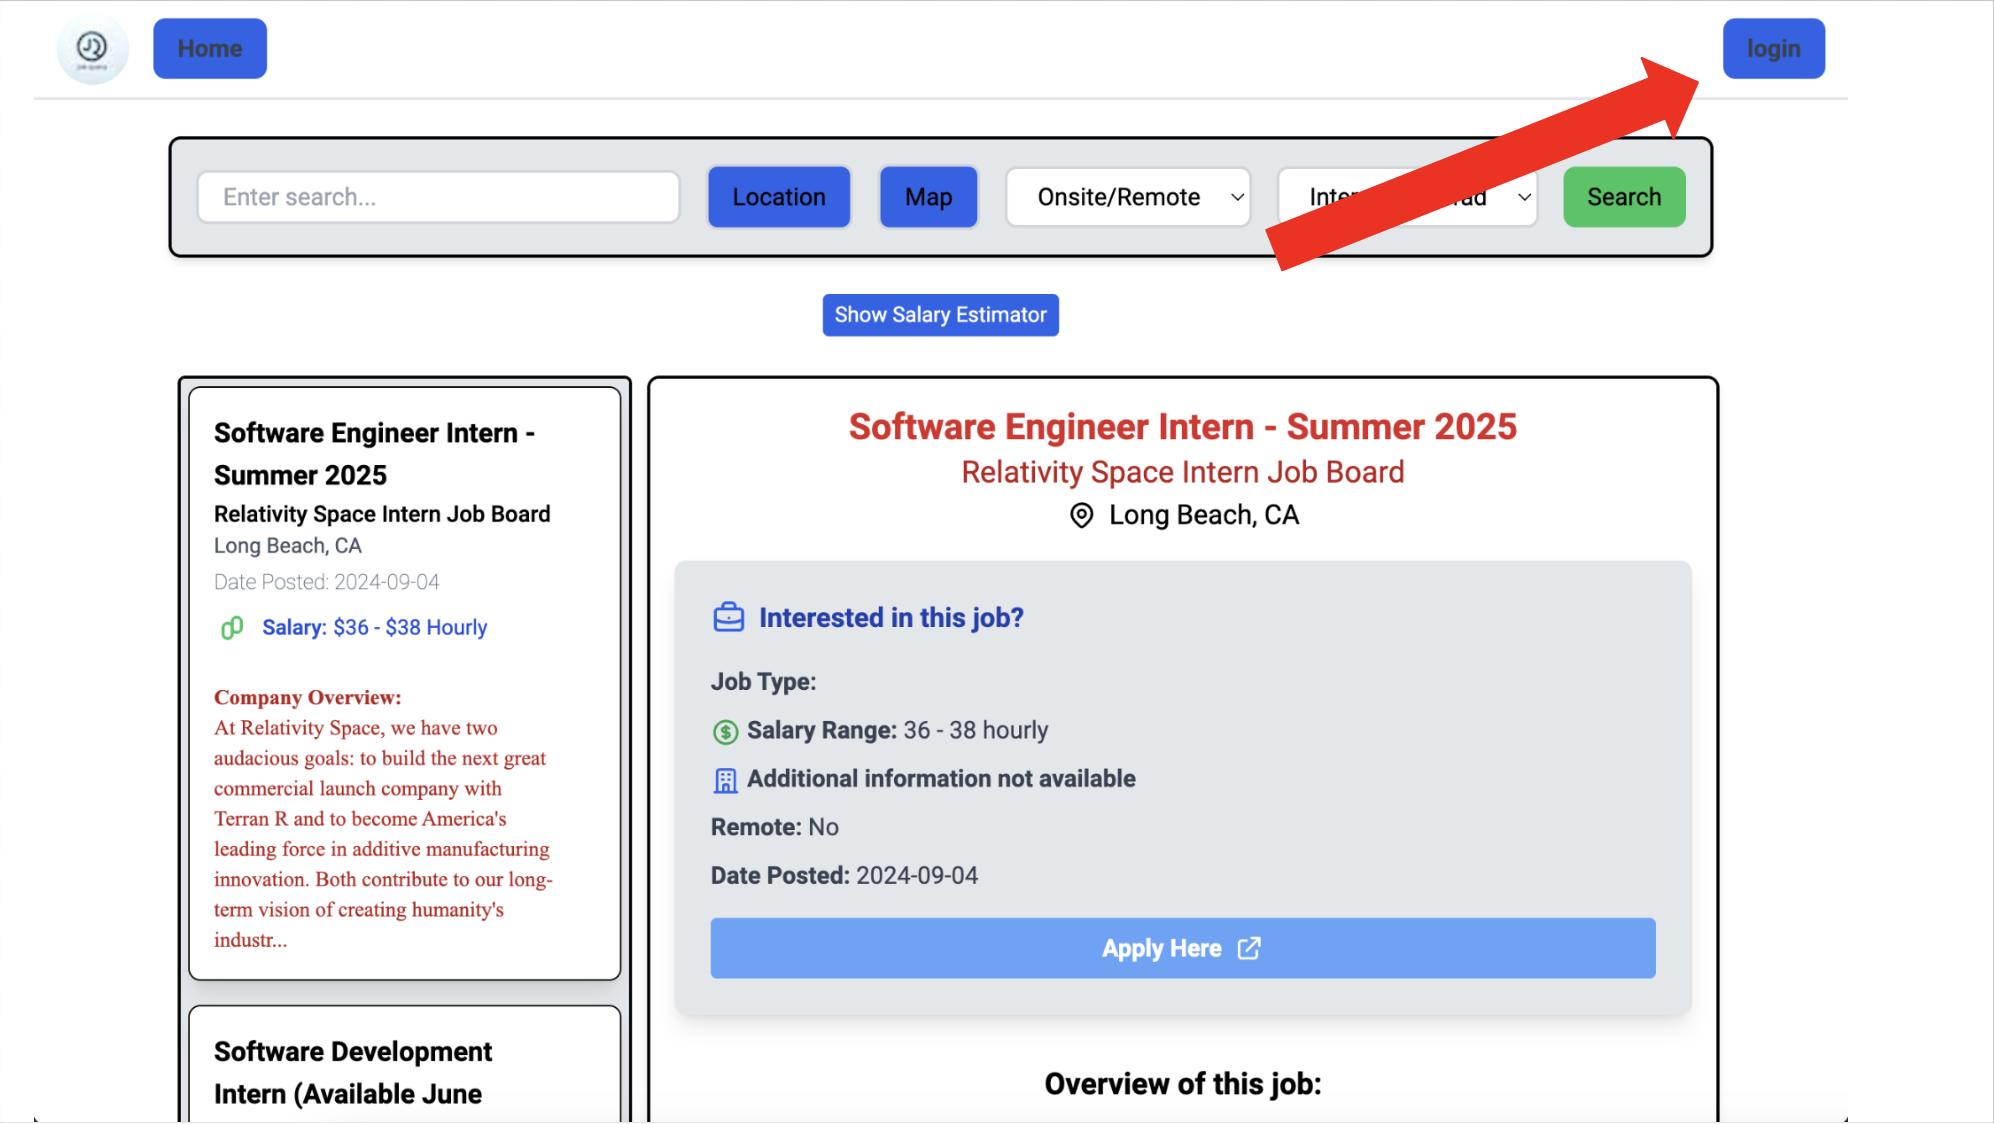 Home
login
Enter search...
Location
Map
Onsite/Remote
Search
Show Salary Estimator
Software Engineer Intern -
Summer 2025
Relativity Space Intern Job Board
Long Beach, CA
Date Posted: 2024-09-04
Salary: $36 - $38 Hourly
Company Overview:
At Relativity Space, we have two
audacious goals: to build the next great
commercial launch company with
Terran R and to become America's
leading force in additive manufacturing
innovation. Both contribute to our long-
term vision of creating humanity's
industr...
Software Development
Intern (Available June
Software Engineer Intern - Summer 2025
Relativity Space Intern Job Board
Long Beach, CA
Interested in this job?
Job Type:
Salary Range: 36 - 38 hourly
Additional information not available
Remote: No
Date Posted: 2024-09-04
Apply Here
Overview of this job: